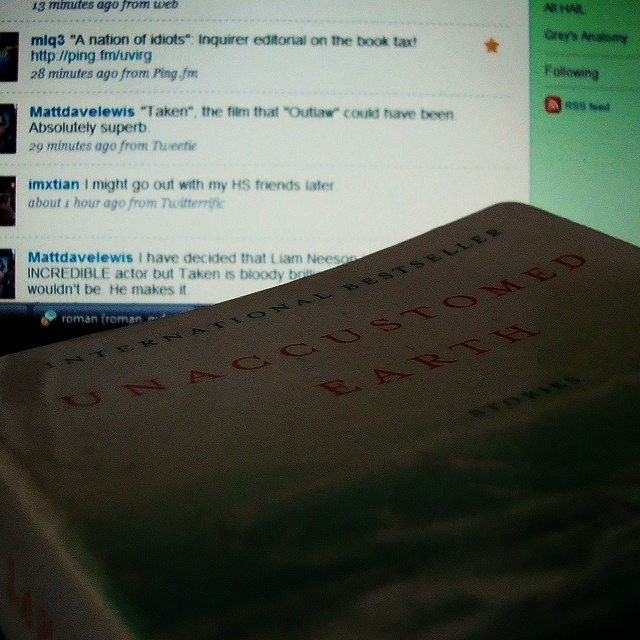 13 minutes ago from web
mlq3 "A nation of idiots": Inquirer editorial on the book tax!
http://ping.fm/uvirg
28 minutes ago from Ping.fm
Mattdavelewis "Taken", the film that "Outlaw" could have been.
Absolutely superb.
29 minutes ago from Tweetie
imxtian I might go out with my HS friends later.
about 1 hour ago from Twitterrific
Mattdavelewis I have decided that Liam Neeson
INCREDIBLE actor but Taken is bloody
wouldn't be. He makes it.
All HAIL
Grey's Anatomy
Following
RSS feed
roman (roman
INTERNATIONAL BESTSELLER
UNACCUSTOMED
EARTH
STORIES